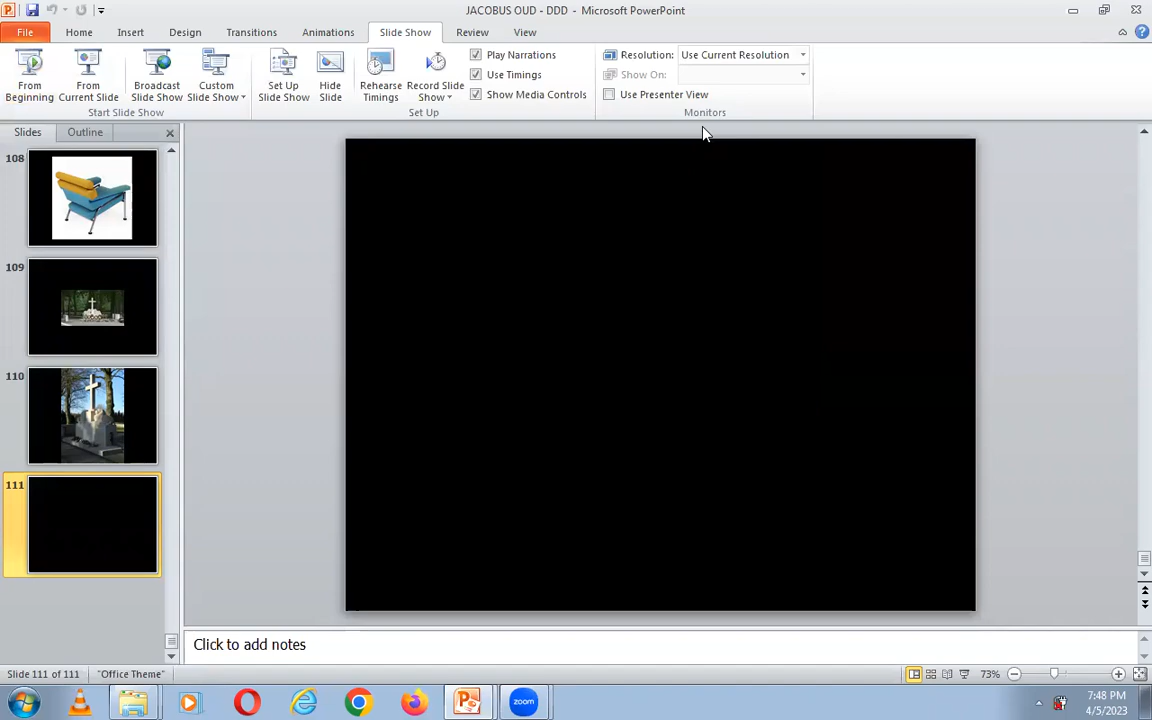 JACOBUS OUD - DDD - Microsoft PowerPoint
File Home Insert Design Transitions Animations Slide Show Review View
From Beginning
From Current Slide
Broadcast Slide Show
Custom Slide Show
Start Slide Show
Set Up Slide Show
Hide Slide
Rehearse Timings
Record Slide Show
Play Narrations
Use Timings
Show Media Controls
Set Up
Resolution: Use Current Resolution
Show On:
Use Presenter View
Monitors
Slides Outline
108
109
110
111
Click to add notes
Slide 111 of 111 "Office Theme" 73%
zoom
7:48 PM
4/5/2023